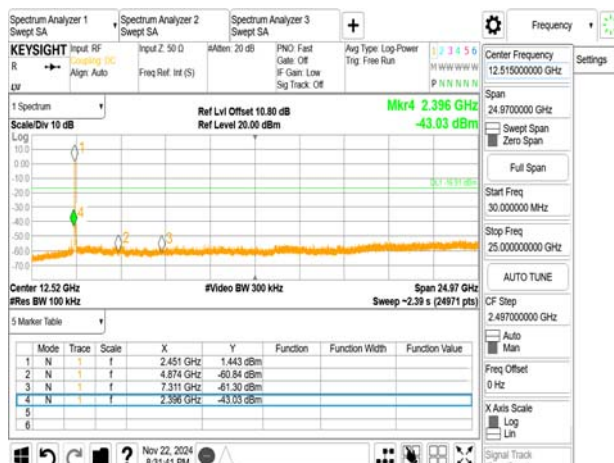 Spectrum Analyzer 1
Swept SA
Spectrum Analyzer 2
Swept SA
Spectrum Analyzer 3
Swept SA
+
Frequency
Settings
KEYSIGHT
R
Input: RF
Coupling: DC
Align: Auto
Input Z: 50 Ω
Freq Ref: Int (S)
#Atten: 20 dB
PNO: Fast
Gate: Off
IF Gain: Low
Sig Track: Off
Avg Type: Log-Power
Trig: Free Run
1 2 3 4 5 6
M W W W W W
P N N N N N
1 Spectrum
Scale/Div 10 dB
Ref Lvl Offset 10.80 dB
Ref Level 20.00 dBm
Mkr4 2.396 GHz
-43.03 dBm
Log
10.0
0.00
-10.0
-20.0
-30.0
-40.0
-50.0
-60.0
-70.0
1
4
2
3
Center 12.52 GHz
#Res BW 100 kHz
#Video BW 300 kHz
Span 24.97 GHz
Sweep ~2.39 s (24971 pts)
5 Marker Table
Mode Trace Scale X Y Function Function Width Function Value
1 N 1 f 2.451 GHz 1.443 dBm
2 N 1 f 4.874 GHz -60.84 dBm
3 N 1 f 7.311 GHz -61.30 dBm
4 N 1 f 2.396 GHz -43.03 dBm
5
6
Center Frequency
12.515000000 GHz
Span
24.9700000 GHz
Swept Span
Zero Span
Full Span
Start Freq
30.000000 MHz
Stop Freq
25.000000000 GHz
AUTO TUNE
CF Step
2.497000000 GHz
Auto
Man
Freq Offset
0 Hz
X Axis Scale
Log
Lin
Signal Track
?
Nov 22, 2024